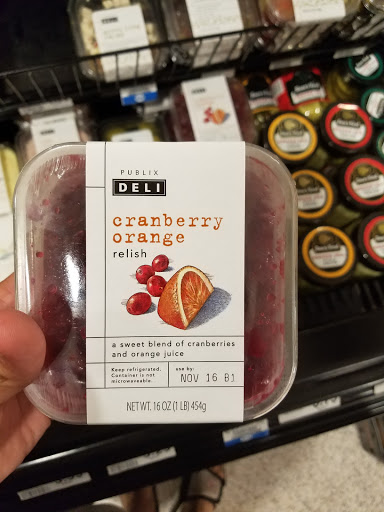 PUBLIX
DELI
cranberry
orange
relish
a sweet blend of cranberries
and orange juice
Keep refrigerated.
Container is not
microwaveable.
use by:
NOV 16 B1
NET WT. 16 OZ (1 LB) 454g